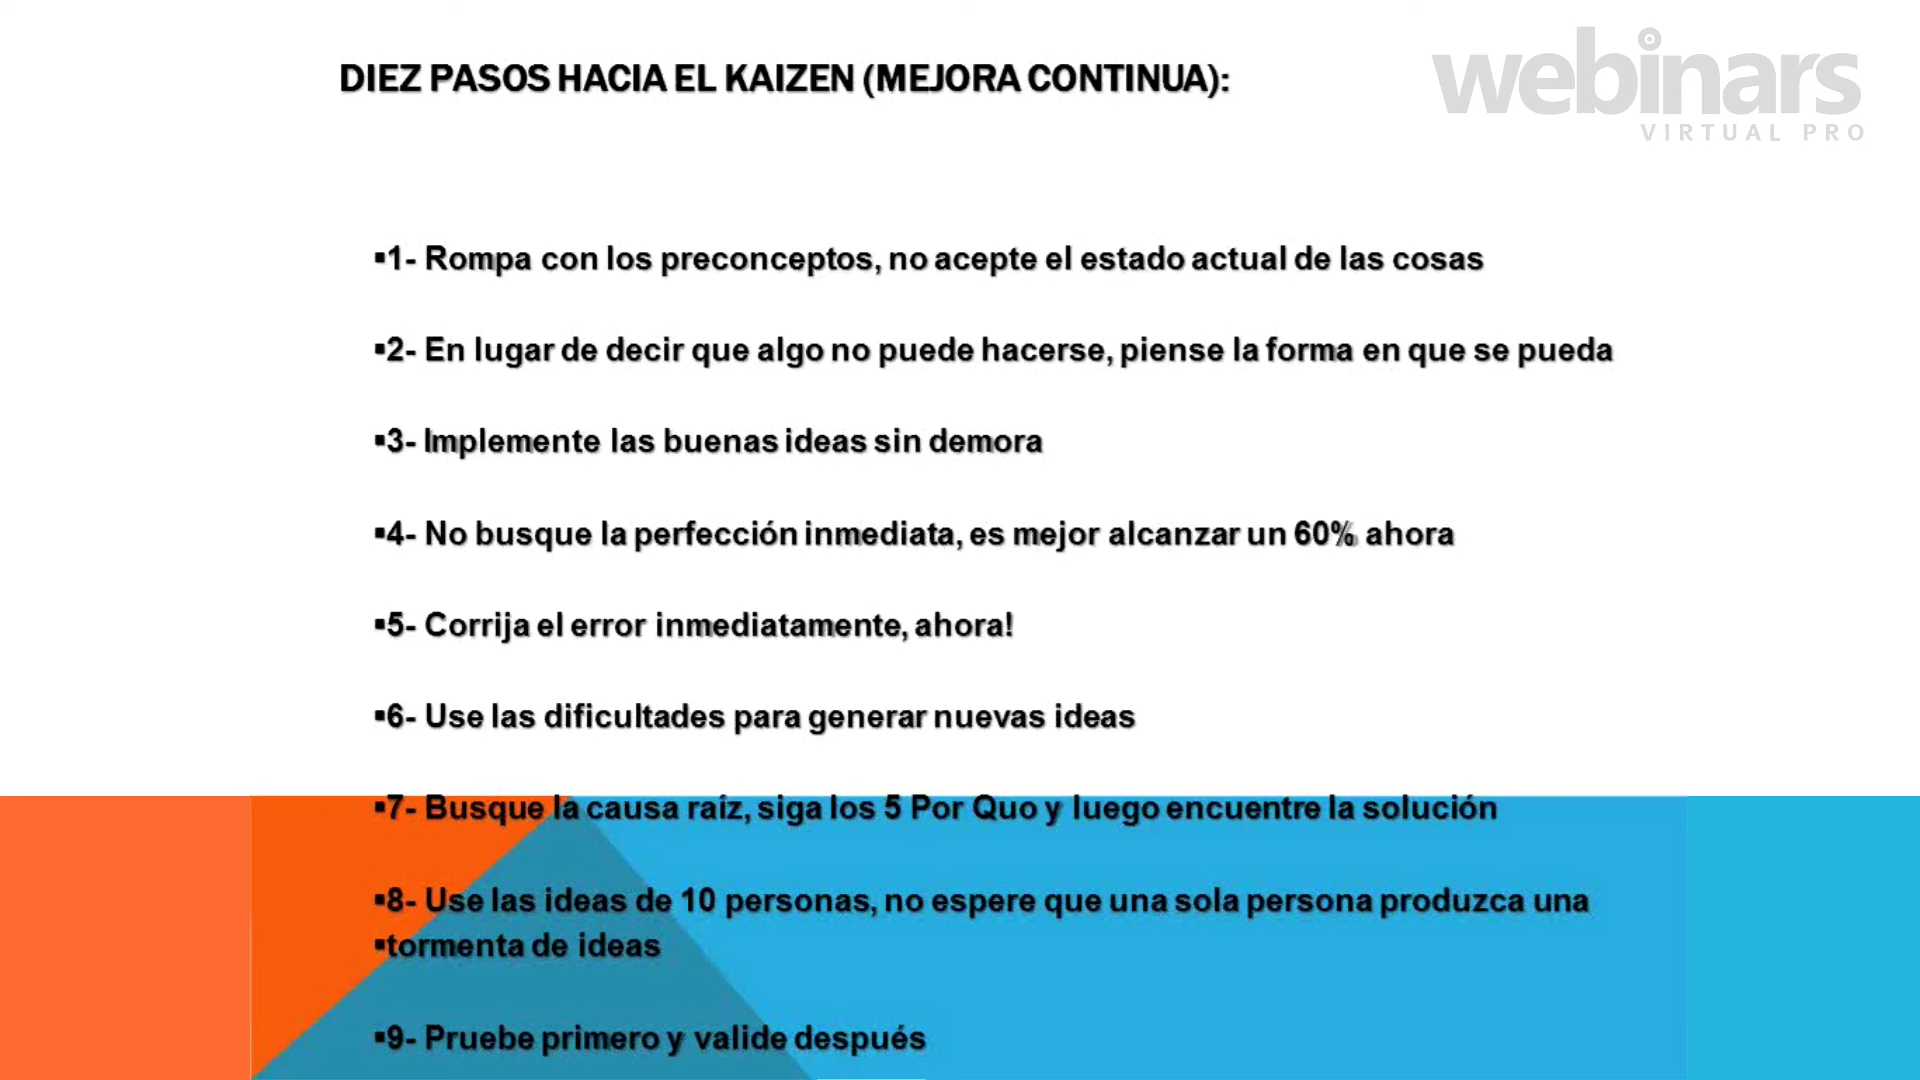 DIEZ PASOS HACIA EL KAIZEN (MEJORA CONTINUA):
webinars
VIRTUAL PRO
▪1- Rompa con los preconceptos, no acepte el estado actual de las cosas
▪2- En lugar de decir que algo no puede hacerse, piense la forma en que se pueda
▪3- Implemente las buenas ideas sin demora
▪4- No busque la perfección inmediata, es mejor alcanzar un 60% ahora
▪5- Corrija el error inmediatamente, ahora!
▪6- Use las dificultades para generar nuevas ideas
▪7- Busque la causa raíz, siga los 5 Por Quo y luego encuentre la solución
▪8- Use las ideas de 10 personas, no espere que una sola persona produzca una
▪tormenta de ideas
▪9- Pruebe primero y valide después